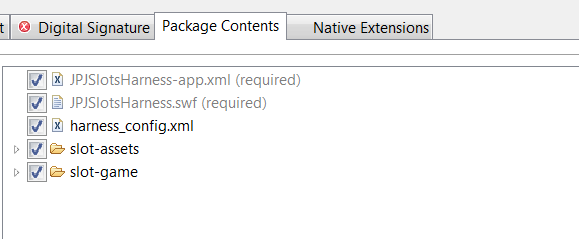 t Digital Signature Package Contents Native Extensions
JPJSlotsHarness-app.xml (required)
JPJSlotsHarness.swf (required)
harness_config.xml
slot-assets
slot-game